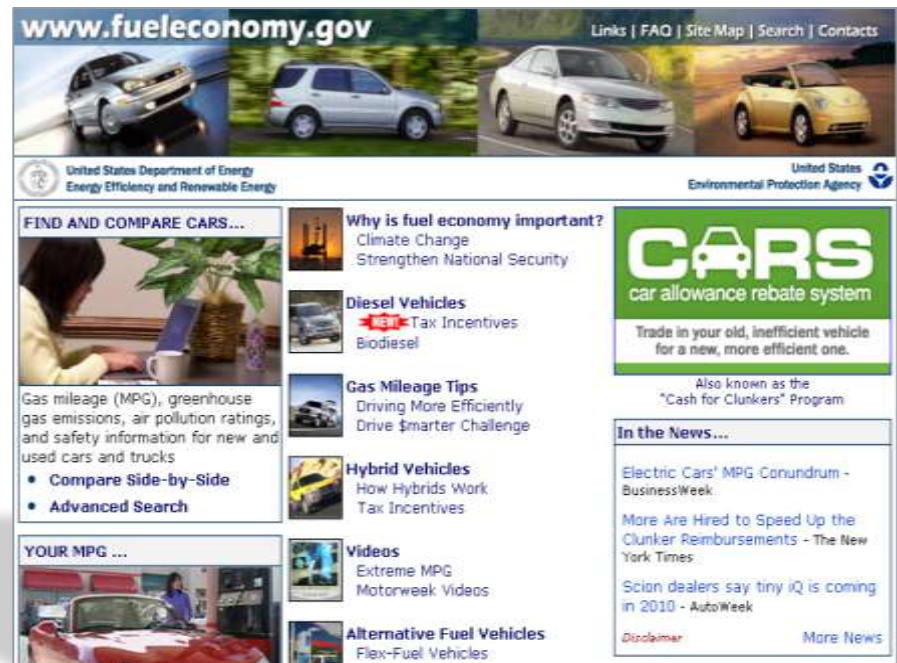 www.fueleconomy.gov
Links | FAQ | Site Map | Search | Contacts
United States Department of Energy
Energy Efficiency and Renewable Energy
United States
Environmental Protection Agency
FIND AND COMPARE CARS...
Gas mileage (MPG), greenhouse
gas emissions, air pollution ratings,
and safety information for new and
used cars and trucks
• Compare Side-by-Side
• Advanced Search
YOUR MPG ...
Why is fuel economy important?
Climate Change
Strengthen National Security
Diesel Vehicles
NEW! Tax Incentives
Biodiesel
Gas Mileage Tips
Driving More Efficiently
Drive $marter Challenge
Hybrid Vehicles
How Hybrids Work
Tax Incentives
Videos
Extreme MPG
Motorweek Videos
Alternative Fuel Vehicles
Flex-Fuel Vehicles
CARS
car allowance rebate system
Trade in your old, inefficient vehicle
for a new, more efficient one.
Also known as the
"Cash for Clunkers" Program
In the News...
Electric Cars' MPG Conundrum -
BusinessWeek
More Are Hired to Speed Up the
Clunker Reimbursements - The New
York Times
Scion dealers say tiny iQ is coming
in 2010 - AutoWeek
Disclaimer
More News